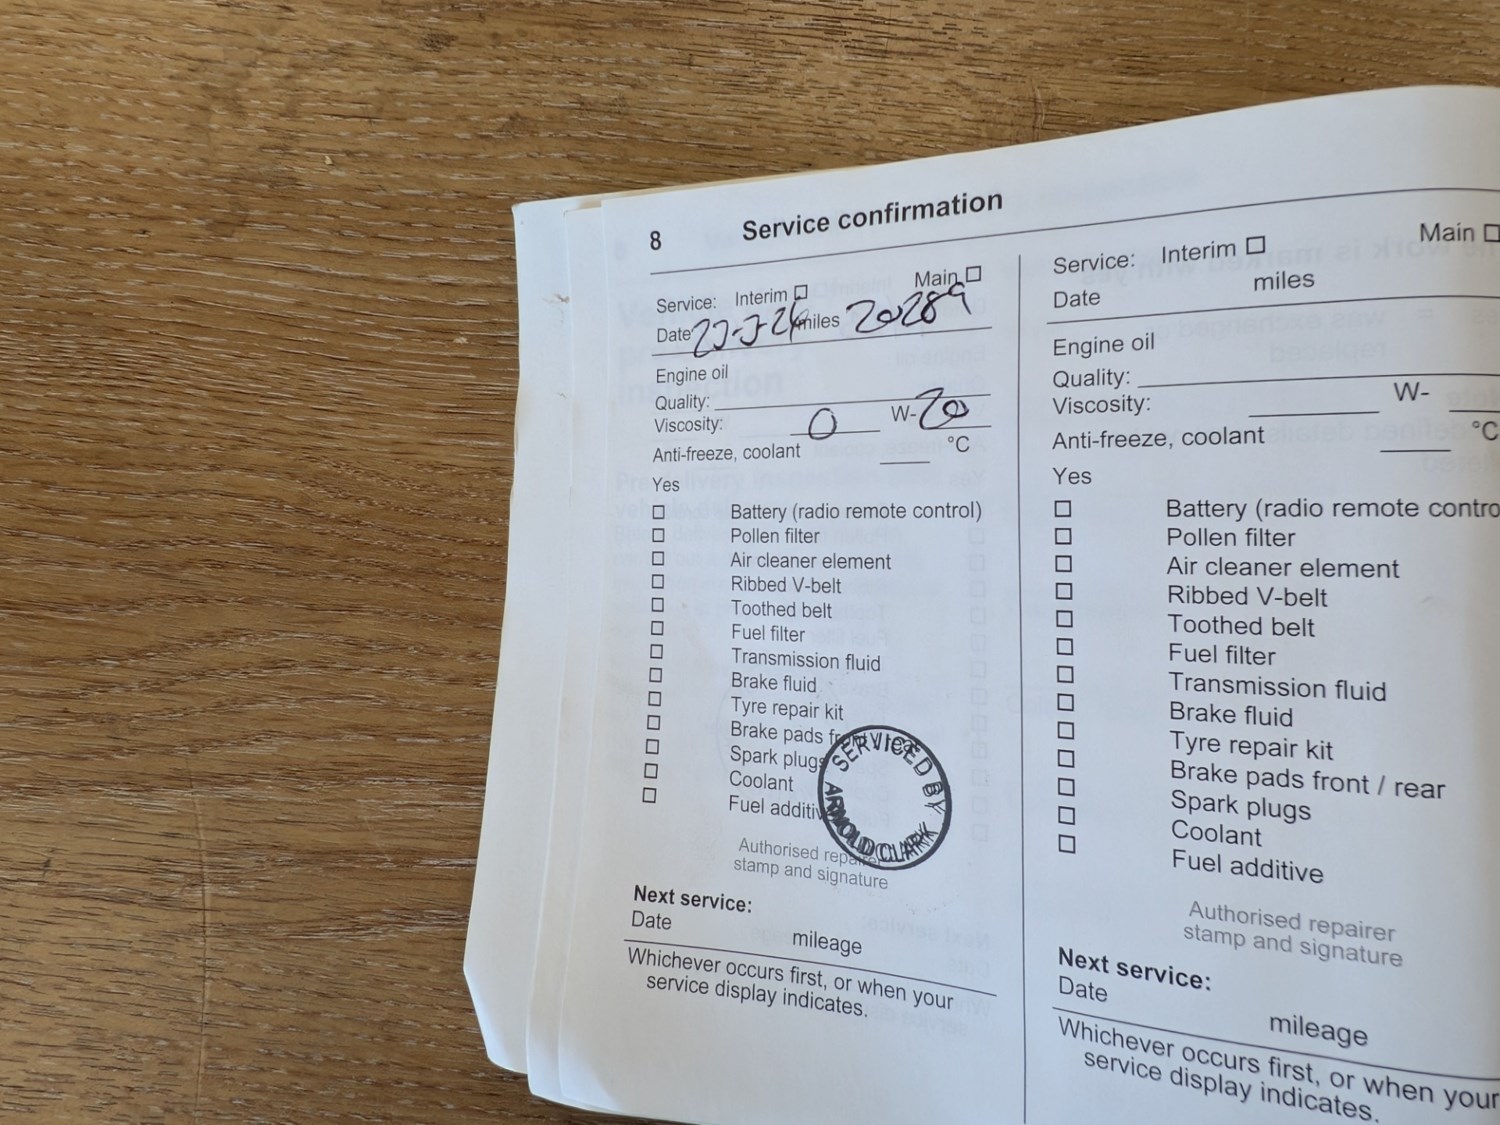 8 Service confirmation
Service: Interim ☐ Main ☐
Date miles 20289
Engine oil
Quality:
Viscosity: 0 W-20
Anti-freeze, coolant °C
Yes
☐ Battery (radio remote control)
☐ Pollen filter
☐ Air cleaner element
☐ Ribbed V-belt
☐ Toothed belt
☐ Fuel filter
☐ Transmission fluid
☐ Brake fluid
☐ Tyre repair kit
☐ Brake pads
☐ Spark plugs
☐ Coolant
☐ Fuel additiv
SERVICED BY
ARNOLD CLARK
Authorised repairer
stamp and signature
Next service:
Date mileage
Whichever occurs first, or when your
service display indicates.
Service: Interim ☐ Main ☐
Date miles
Engine oil
Quality:
Viscosity: W-
Anti-freeze, coolant °C
Yes
☐ Battery (radio remote contro
☐ Pollen filter
☐ Air cleaner element
☐ Ribbed V-belt
☐ Toothed belt
☐ Fuel filter
☐ Transmission fluid
☐ Brake fluid
☐ Tyre repair kit
☐ Brake pads front / rear
☐ Spark plugs
☐ Coolant
☐ Fuel additive
Authorised repairer
stamp and signature
Next service:
Date mileage
Whichever occurs first, or when your
service display indicates.